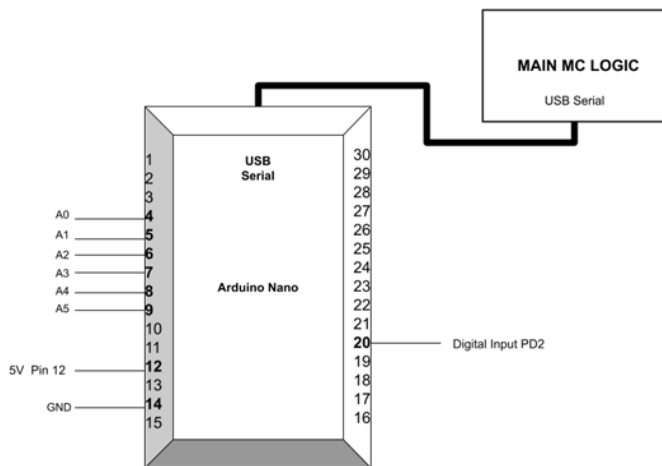 MAIN MC LOGIC
USB Serial
USB
Serial
Arduino Nano
1
2
3
A0 4
A1 5
A2 6
A3 7
A4 8
A5 9
10
11
5V Pin 12 12
13
GND 14
15
30
29
28
27
26
25
24
23
22
21
20 Digital Input PD2
19
18
17
16